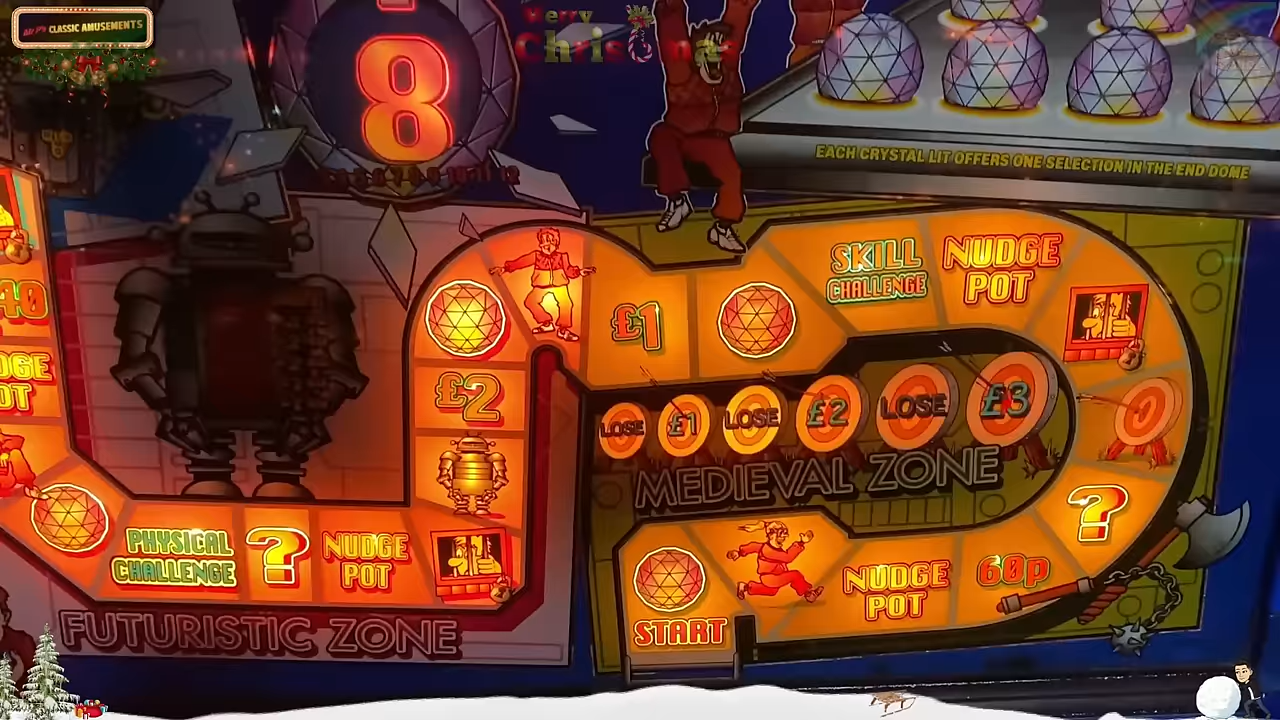 Mr P's CLASSIC AMUSEMENTS
Merry
Christmas
8
EACH CRYSTAL LIT OFFERS ONE SELECTION IN THE END DOME
SKILL
CHALLENGE
NUDGE
POT
£1
40
£2
LOSE
£1
LOSE
£2
LOSE
£3
MEDIEVAL ZONE
?
PHYSICAL
CHALLENGE
?
NUDGE
POT
START
NUDGE
POT
60p
FUTURISTIC ZONE